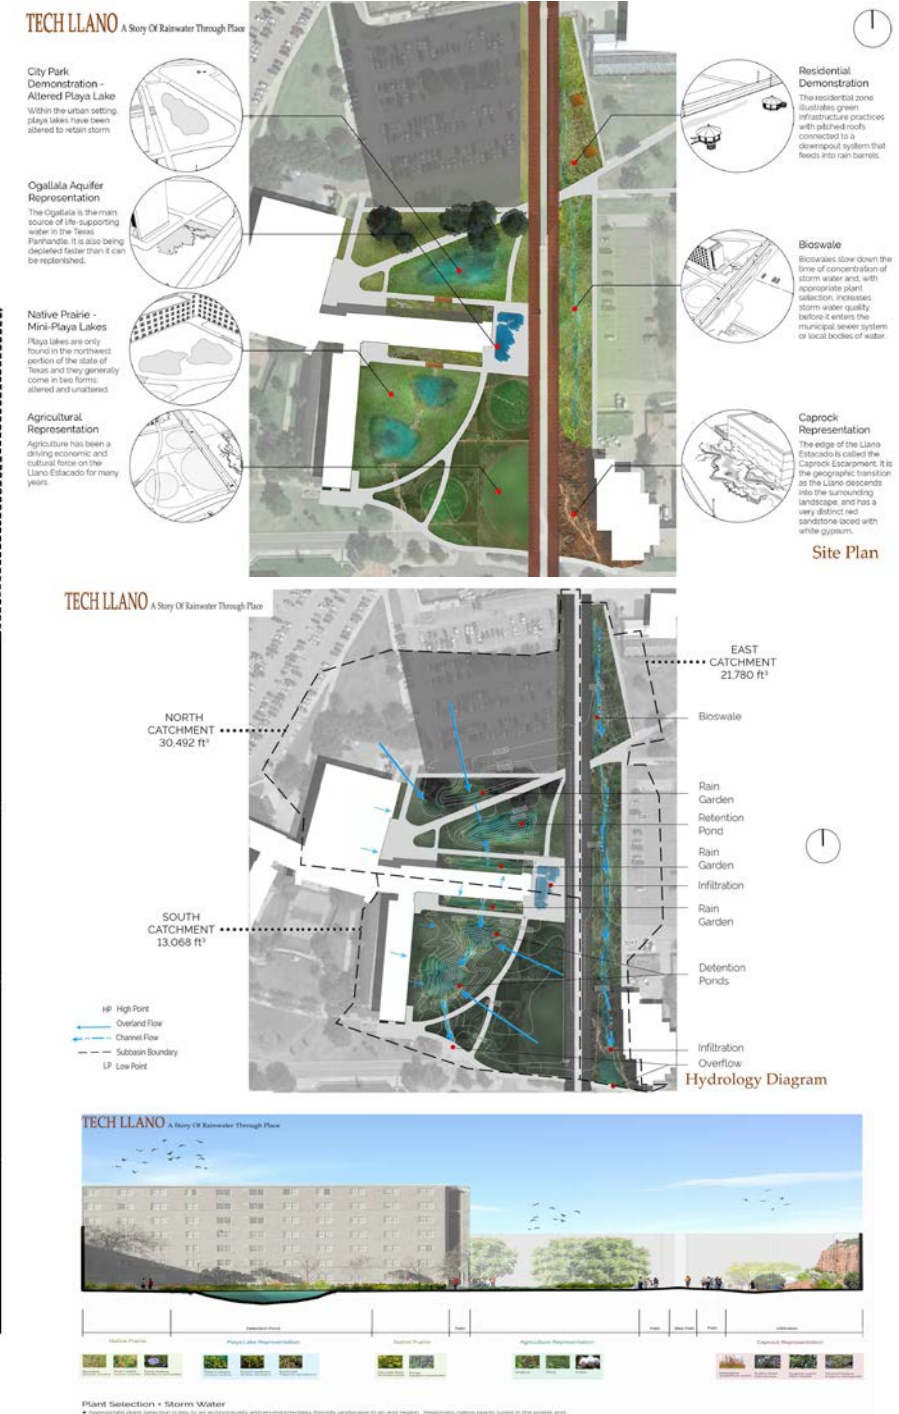 TECH LLANO A Story Of Rainwater Through Place
City Park
Demonstration -
Altered Playa Lake
Within the urban setting,
playa lakes have been
altered to retain storm.
Ogallala Aquifer
Representation
The Ogallala is the main
source of life-supporting
water in the Texas
Panhandle. It is also being
depleted faster than it can
be replenished.
Native Prairie -
Mini-Playa Lakes
Playa lakes are only
found in the northwest
portion of the state of
Texas and they generally
come in two forms:
altered and unaltered.
Agricultural
Representation
Agriculture has been a
driving economic and
cultural force on the
Llano Estacado for many
years.
Residential
Demonstration
The residential zone
illustrates green
infrastructure practices
with pitched roofs
connected to a
downspout system that
feeds into rain barrels.
Bioswale
Bioswales slow down the
time of concentration of
storm water and, with
appropriate plant
selection, increases
storm water quality
before it enters the
municipal sewer system
or local bodies of water.
Caprock
Representation
The edge of the Llano
Estacado is called the
Caprock Escarpment. It is
the geographic transition
as the Llano descends
into the surrounding
landscape, and has a
very distinct red
sandstone laced with
white gypsum.
Site Plan
TECH LLANO A Story Of Rainwater Through Place
NORTH
CATCHMENT
30,492 ft³
SOUTH
CATCHMENT
13,068 ft³
HP High Point
Overland Flow
Channel Flow
Subbasin Boundary
LP Low Point
EAST
CATCHMENT
21,780 ft³
Bioswale
Rain
Garden
Retention
Pond
Rain
Garden
Infiltration
Rain
Garden
Detention
Ponds
Infiltration
Overflow
Hydrology Diagram
TECH LLANO A Story Of Rainwater Through Place
Detention Pond Path Path Bike Path Path Infiltration
Native Prairie Playa Lake Representation Native Prairie Agriculture Representation Caprock Representation
Plant Selection + Storm Water